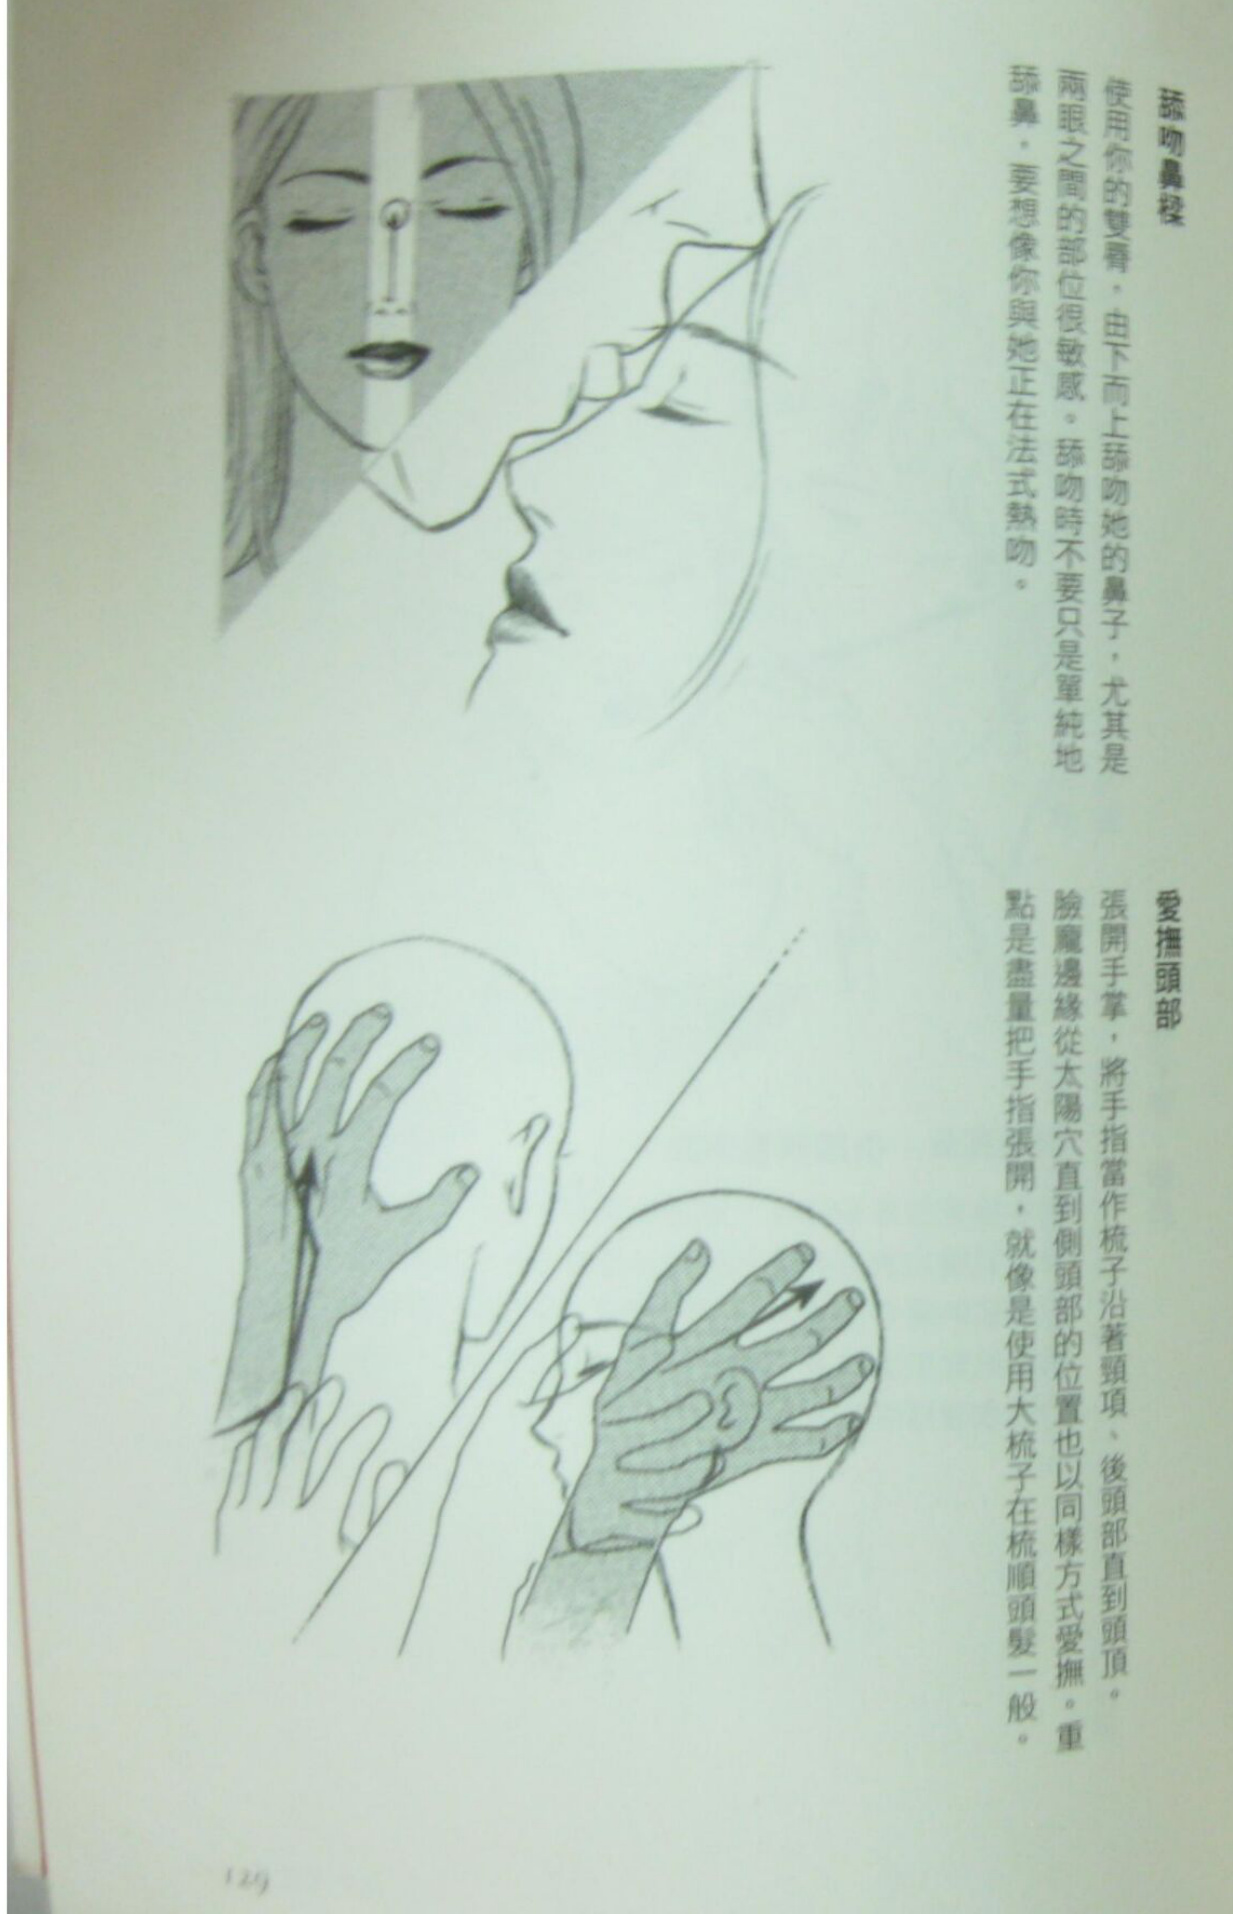 舔吻鼻樑
使用你的雙脣，由下而上舔吻她的鼻子，尤其是
兩眼之間的部位很敏感。舔吻時不要只是單純地
舔鼻，要想像你與她正在法式熱吻。
愛撫頭部
張開手掌，將手指當作梳子沿著頸項、後頭部直到頭頂。
臉龐邊緣從太陽穴直到側頭部的位置也以同樣方式愛撫。重
點是盡量把手指張開，就像是使用大梳子在梳順頭髮一般。
129